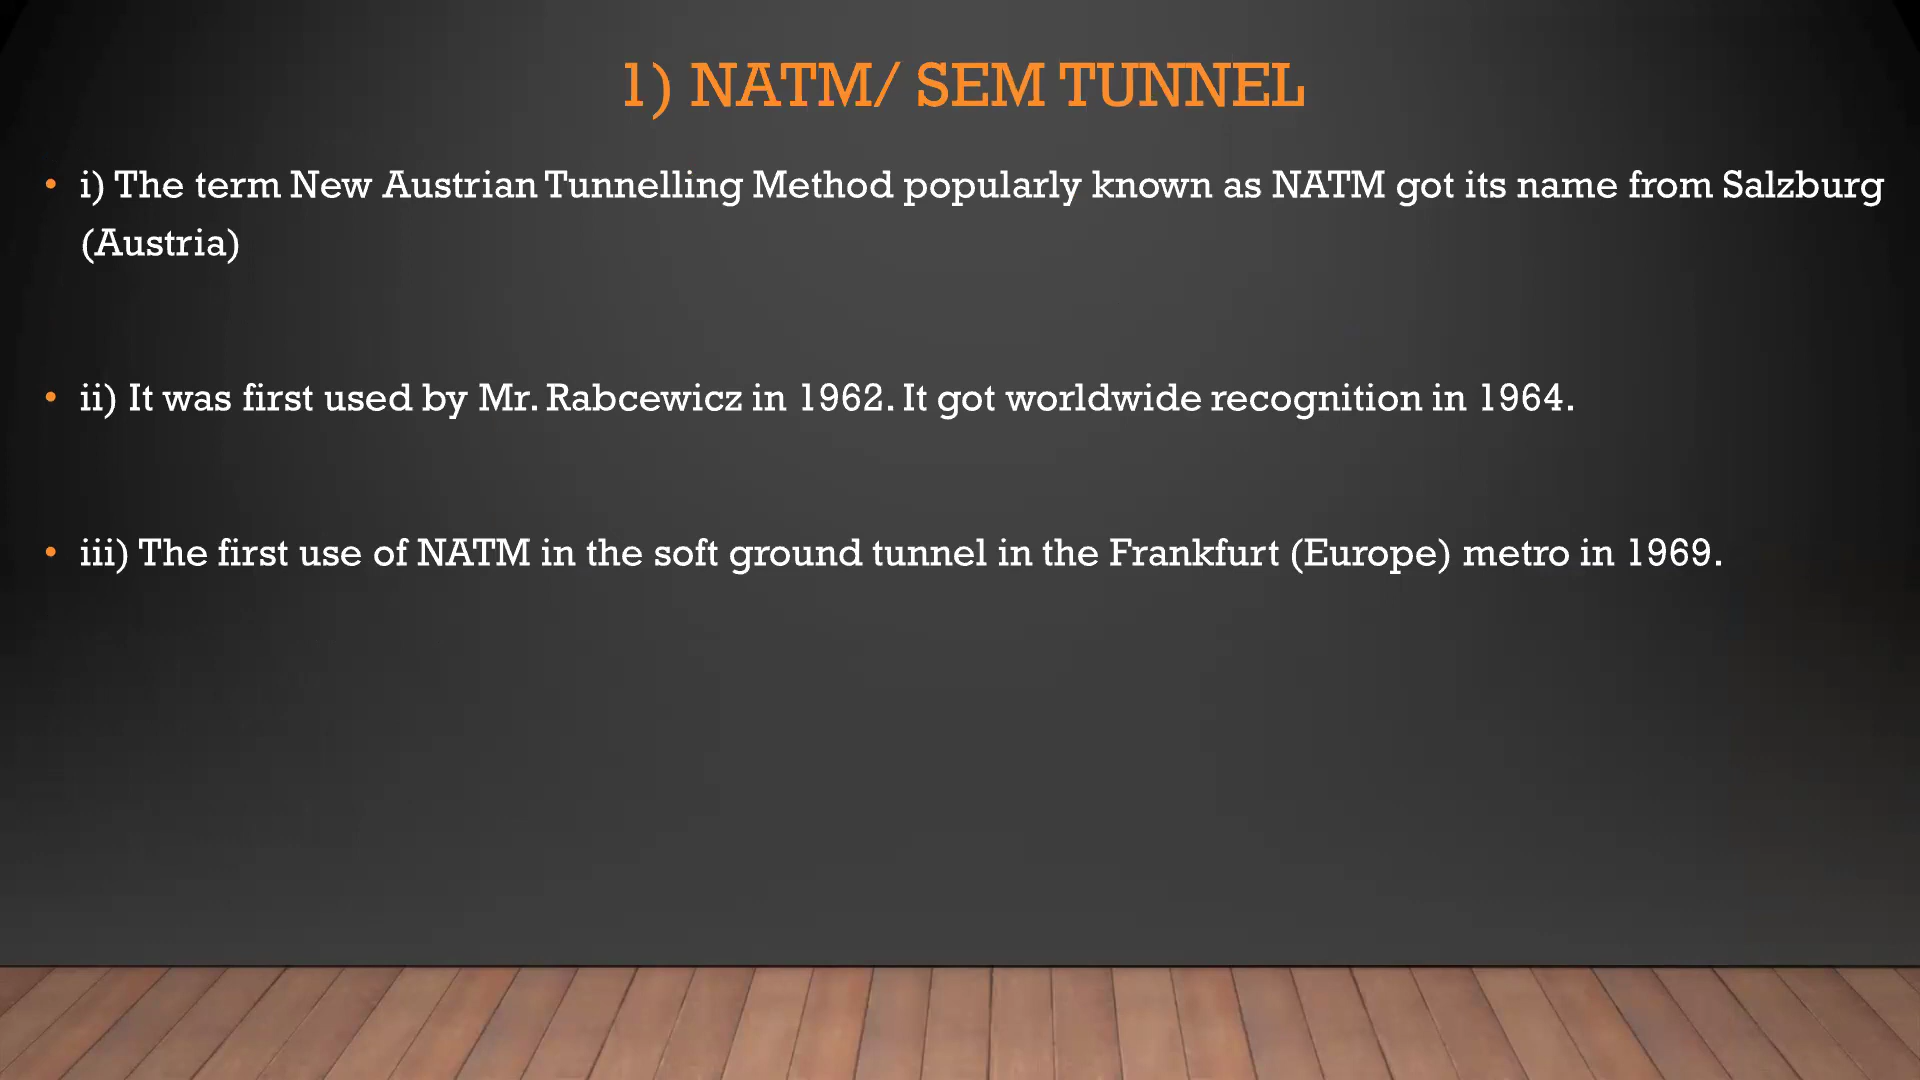 1) NATM/ SEM TUNNEL
• i) The term New Austrian Tunnelling Method popularly known as NATM got its name from Salzburg
(Austria)
• ii) It was first used by Mr. Rabcewicz in 1962. It got worldwide recognition in 1964.
• iii) The first use of NATM in the soft ground tunnel in the Frankfurt (Europe) metro in 1969.